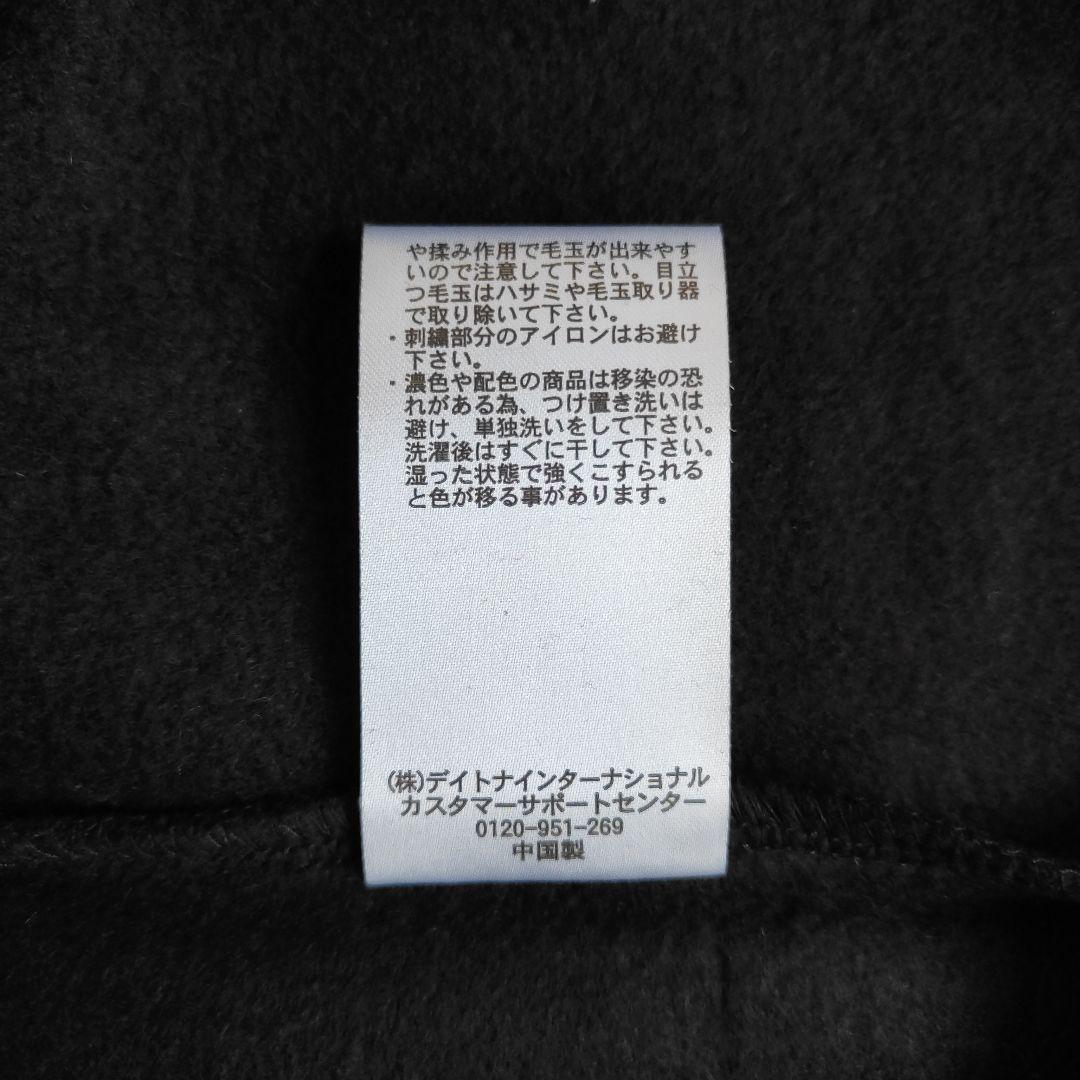 や揉み作用で毛玉が出来やす
いので注意して下さい。目立
つ毛玉はハサミや毛玉取り器
で取り除いて下さい。
・刺繍部分のアイロンはお避け
下さい。
・濃色や配色の商品は移染の恐
れがある為、つけ置き洗いは
避け、単独洗いをして下さい。
洗濯後はすぐに干して下さい。
湿った状態で強くこすられる
と色が移る事があります。
(株)デイトナインターナショナル
カスタマーサポートセンター
0120-951-269
中国製